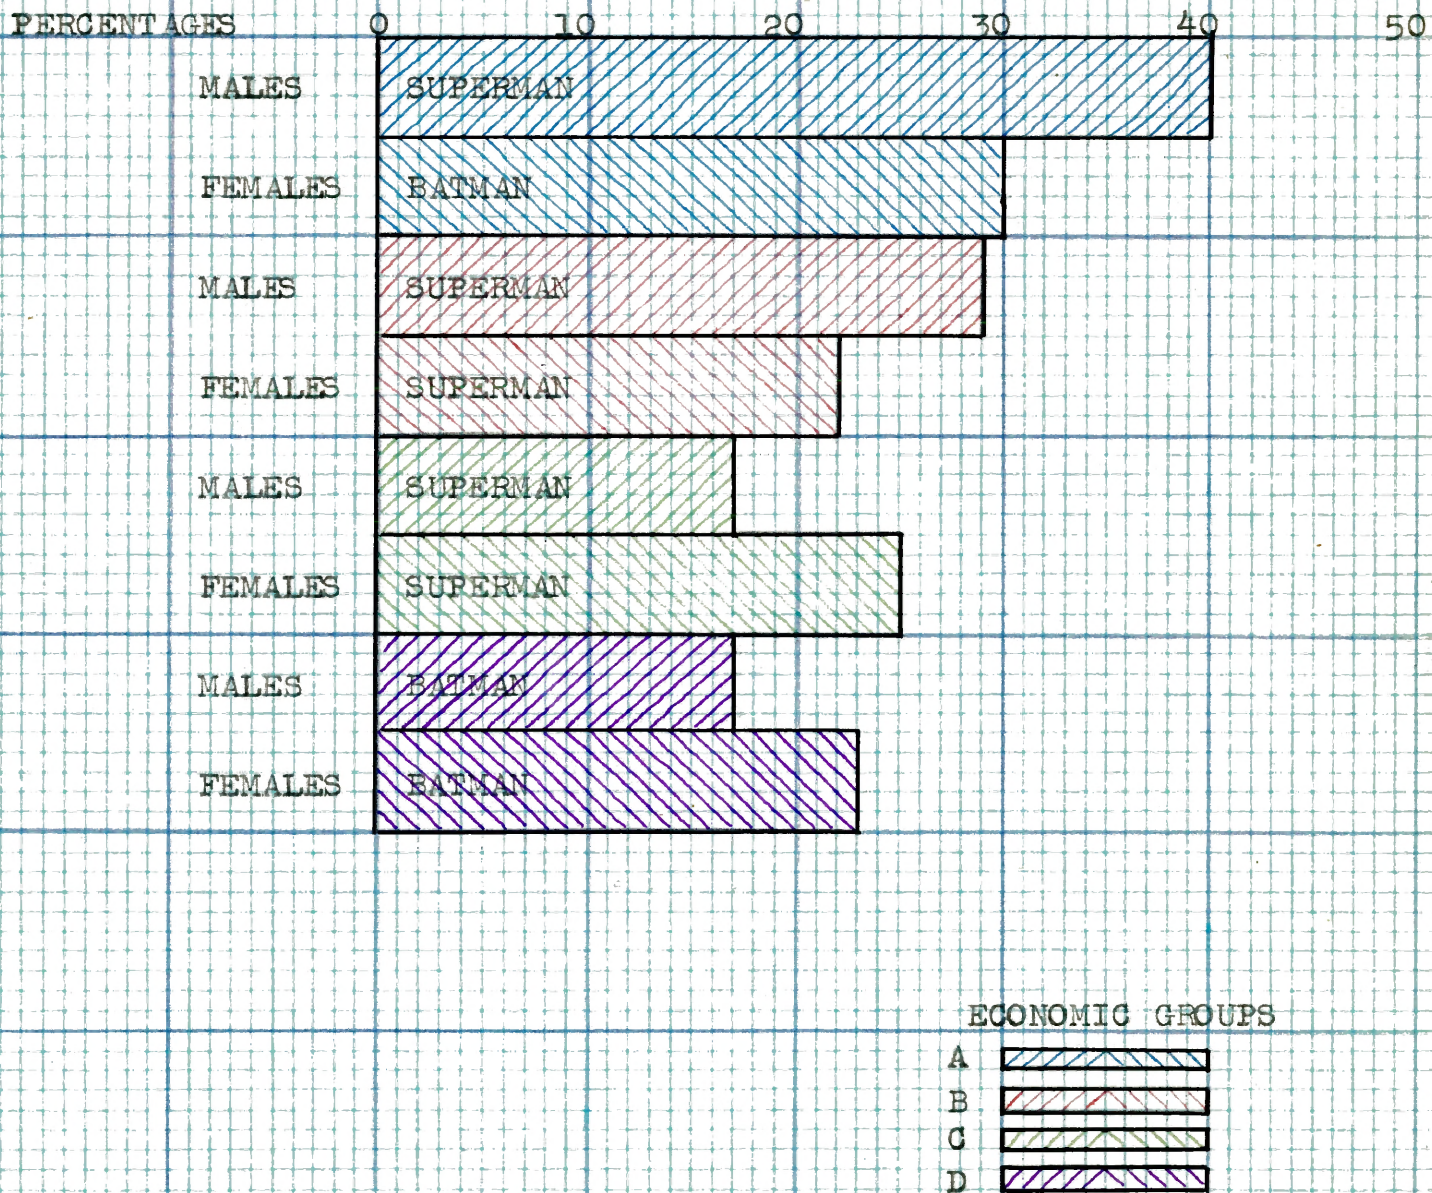 PERCENTAGES 0 10 20 30 40 50
MALES SUPERMAN
FEMALES BATMAN
MALES SUPERMAN
FEMALES SUPERMAN
MALES SUPERMAN
FEMALES SUPERMAN
MALES BATMAN
FEMALES BATMAN
ECONOMIC GROUPS
A
B
C
D